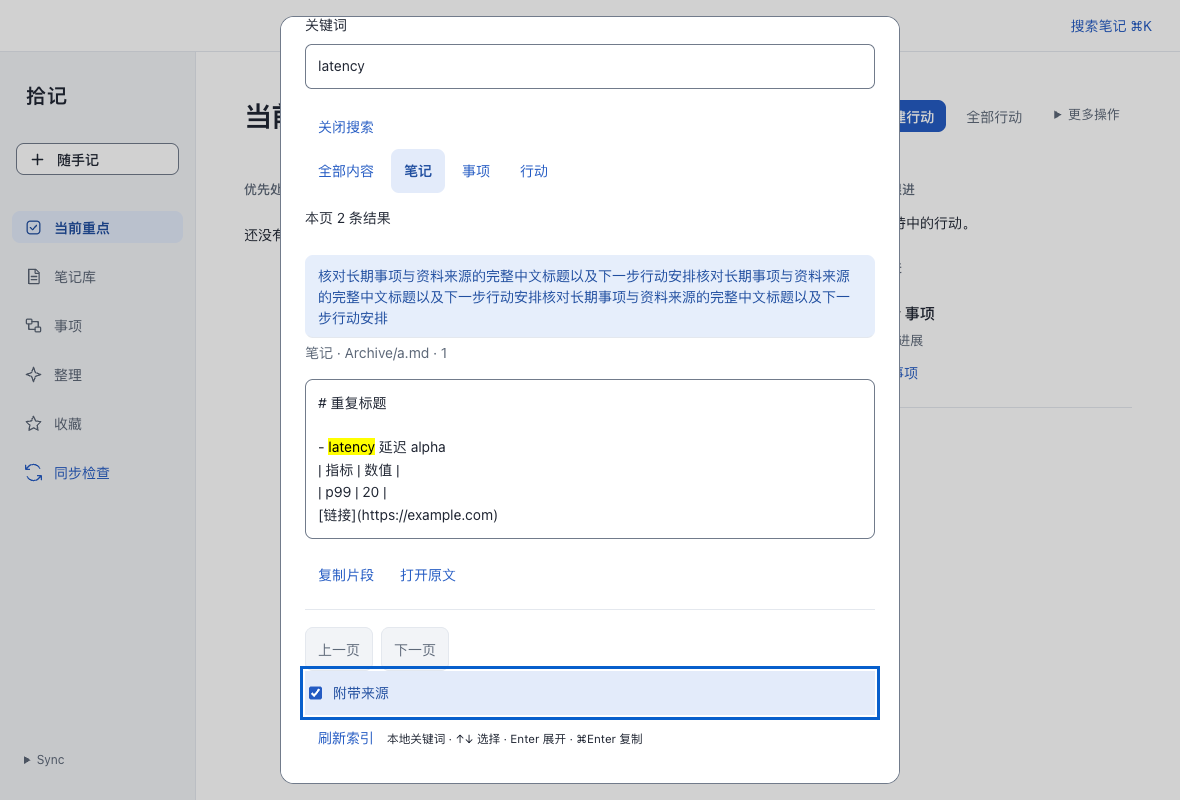 搜索笔记 ⌘K
拾记
+ 随手记
当前重点
笔记库
事项
整理
收藏
同步检查
Sync
当前
建行动
全部行动
更多操作
优先处
还没有
中的行动。
事项
进展
事项
关键词
latency
关闭搜索
全部内容
笔记
事项
行动
本页 2 条结果
核对长期事项与资料来源的完整中文标题以及下一步行动安排核对长期事项与资料来源
的完整中文标题以及下一步行动安排核对长期事项与资料来源的完整中文标题以及下一
步行动安排
笔记 · Archive/a.md · 1
# 重复标题
- latency 延迟 alpha
| 指标 | 数值 |
| p99 | 20 |
[链接](https://example.com)
复制片段
打开原文
上一页
下一页
附带来源
刷新索引
本地关键词 · ↑↓ 选择 · Enter 展开 · ⌘Enter 复制